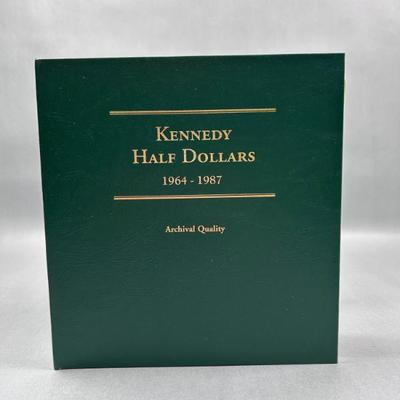 KENNEDY
HALF DOLLARS
1964 - 1987
Archival Quality